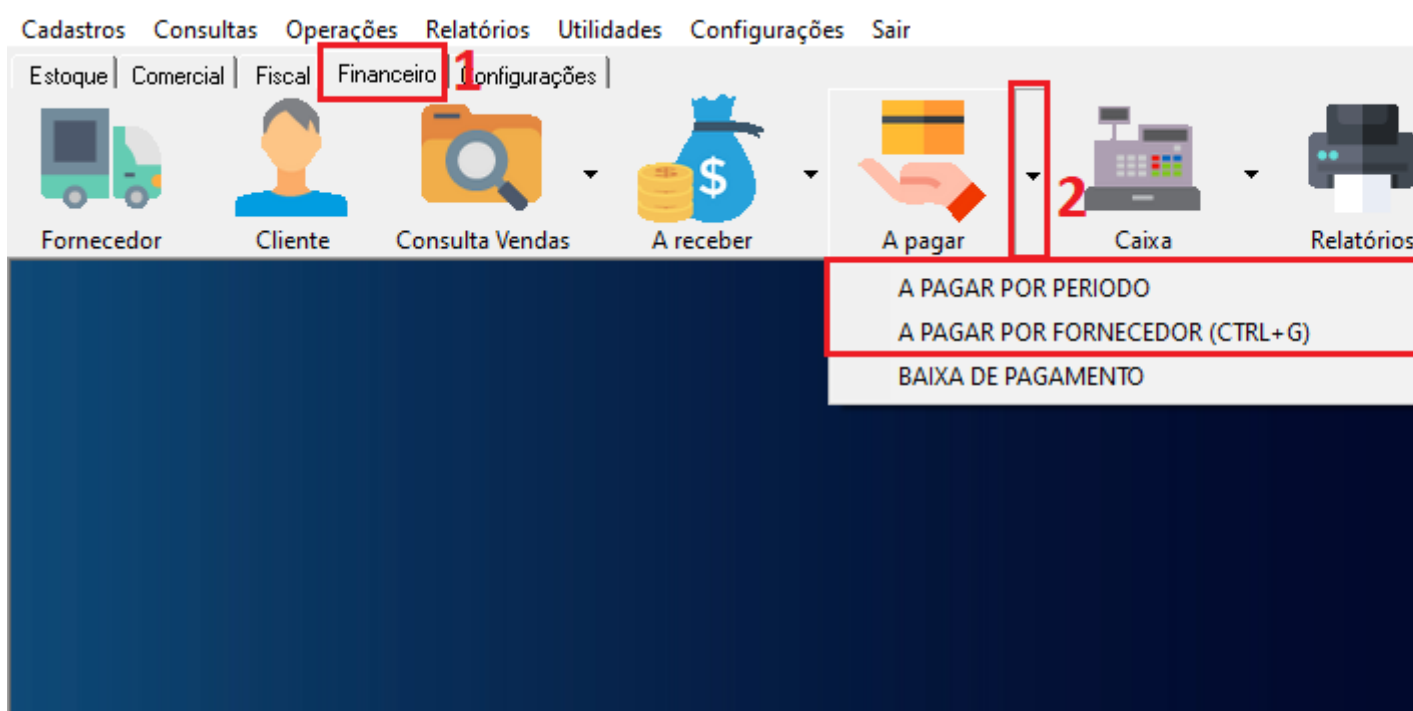 Cadastros Consultas Operações Relatórios Utilidades Configurações Sair
Estoque Comercial Fiscal Financeiro 1 Configurações
$ $
2
Fornecedor Cliente Consulta Vendas A receber A pagar Caixa Relatórios
A PAGAR POR PERIODO
A PAGAR POR FORNECEDOR (CTRL+G)
BAIXA DE PAGAMENTO